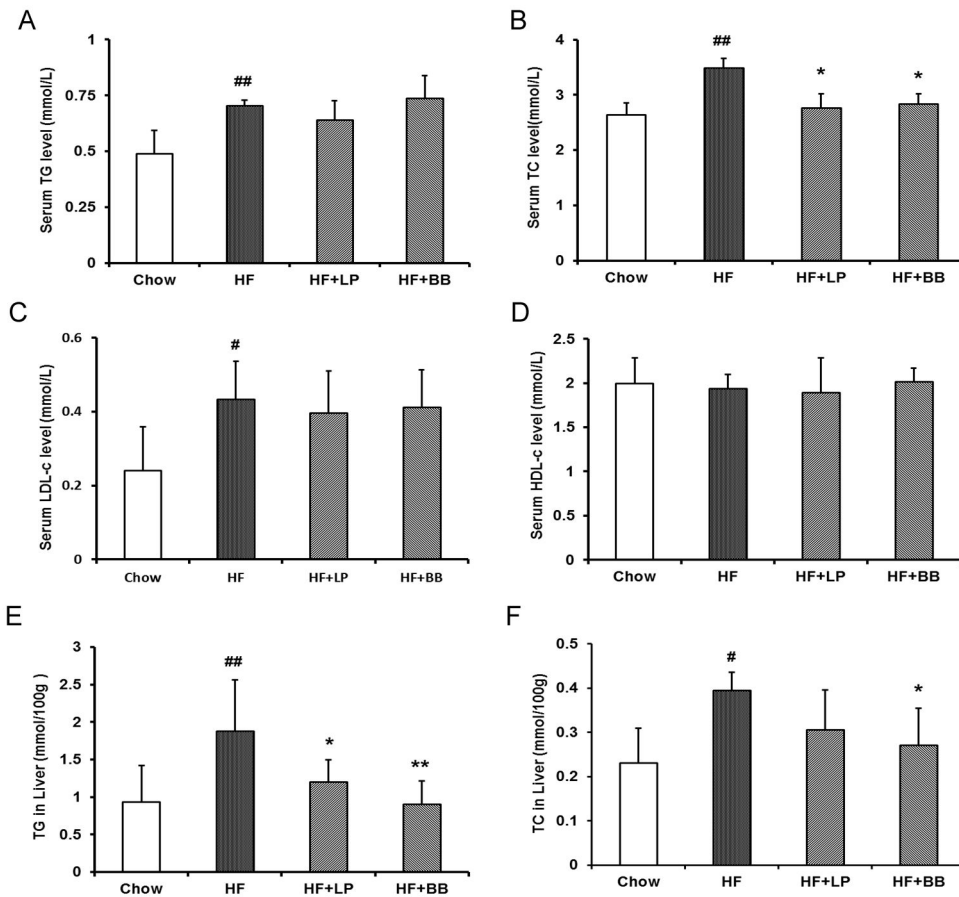 A
Serum TG level (mmol/L)
1
0.75
0.5
0.25
0
##
Chow HF HF+LP HF+BB
B
Serum TC level(mmol/L)
4
3
2
1
0
##
* *
Chow HF HF+LP HF+BB
C
Serum LDL-c level (mmol/L)
0.6
0.4
0.2
0
#
Chow HF HF+LP HF+BB
D
Serum HDL-c level (mmol/L)
2.5
2
1.5
1
0.5
0
Chow HF HF+LP HF+BB
E
TG in Liver (mmol/100g )
3
2.5
2
1.5
1
0.5
0
##
*
**
Chow HF HF+LP HF+BB
F
TC in Liver (mmol/100g)
0.5
0.4
0.3
0.2
0.1
0
#
*
Chow HF HF+LP HF+BB